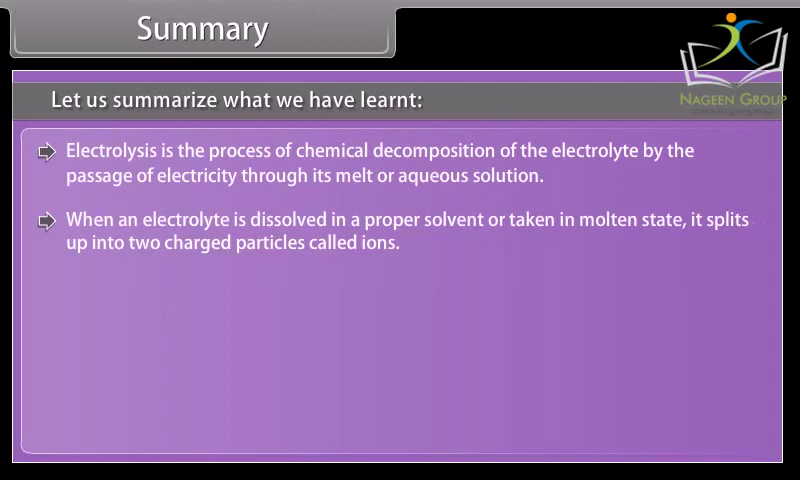 Summary
NAGEEN GROUP
Let us summarize what we have learnt:
Electrolysis is the process of chemical decomposition of the electrolyte by the
passage of electricity through its melt or aqueous solution.
When an electrolyte is dissolved in a proper solvent or taken in molten state, it splits
up into two charged particles called ions.